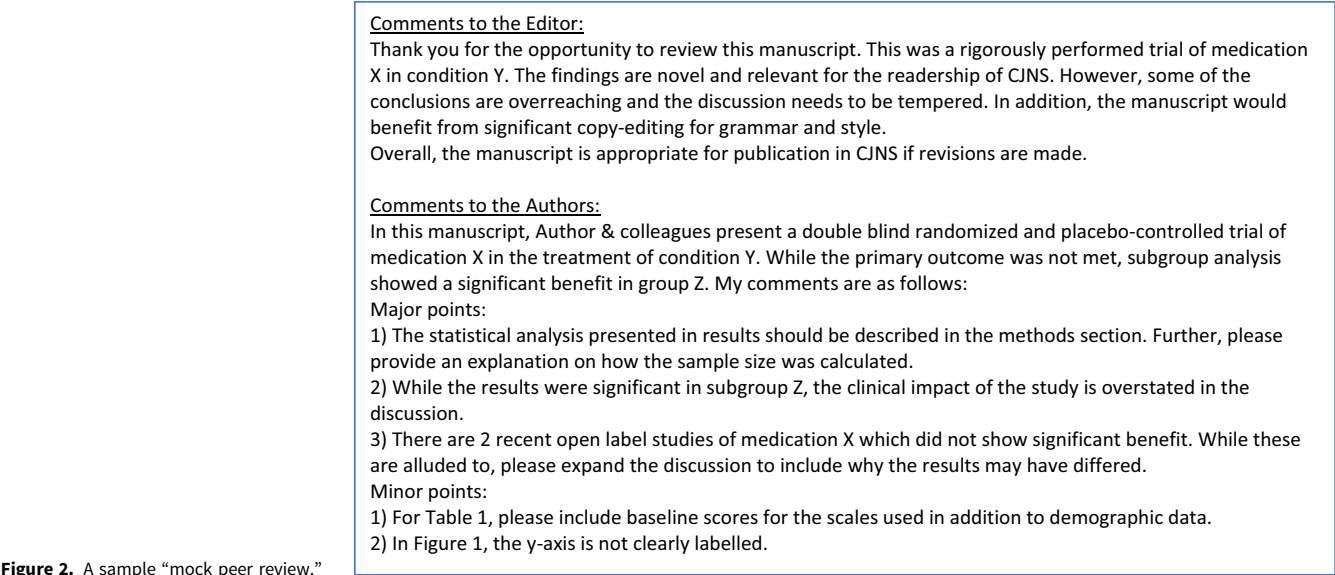 Comments to the Editor:
Thank you for the opportunity to review this manuscript. This was a rigorously performed trial of medication
X in condition Y. The findings are novel and relevant for the readership of CJNS. However, some of the
conclusions are overreaching and the discussion needs to be tempered. In addition, the manuscript would
benefit from significant copy-editing for grammar and style.
Overall, the manuscript is appropriate for publication in CJNS if revisions are made.
Comments to the Authors:
In this manuscript, Author & colleagues present a double blind randomized and placebo-controlled trial of
medication X in the treatment of condition Y. While the primary outcome was not met, subgroup analysis
showed a significant benefit in group Z. My comments are as follows:
Major points:
1) The statistical analysis presented in results should be described in the methods section. Further, please
provide an explanation on how the sample size was calculated.
2) While the results were significant in subgroup Z, the clinical impact of the study is overstated in the
discussion.
3) There are 2 recent open label studies of medication X which did not show significant benefit. While these
are alluded to, please expand the discussion to include why the results may have differed.
Minor points:
1) For Table 1, please include baseline scores for the scales used in addition to demographic data.
2) In Figure 1, the y-axis is not clearly labelled.
Figure 2. A sample “mock peer review.”